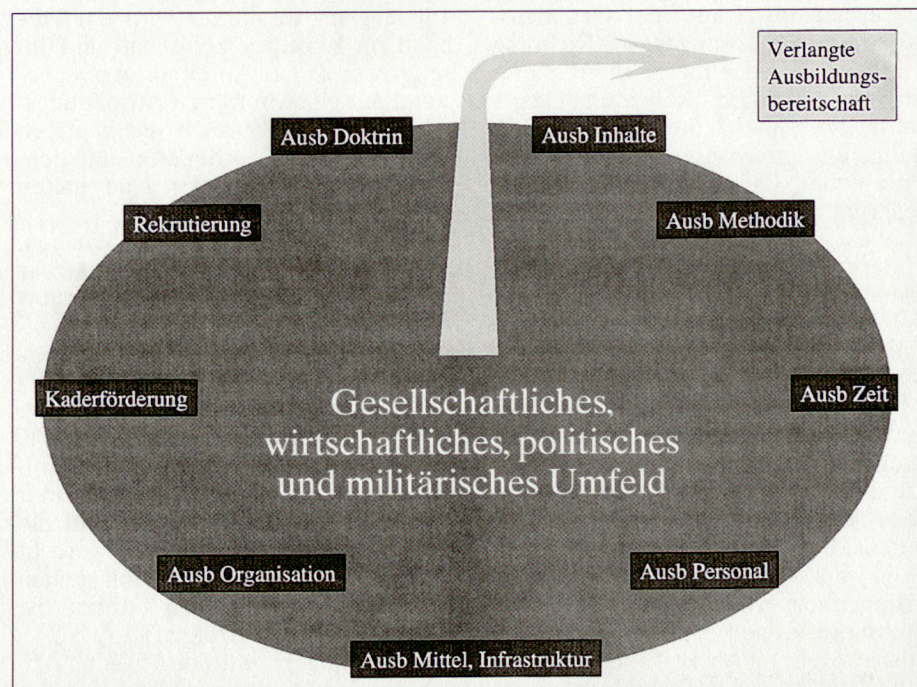 Verlangte
Ausbildungs-
bereitschaft
Ausb Doktrin
Ausb Inhalte
Rekrutierung
Ausb Methodik
Kaderförderung
Ausb Zeit
Gesellschaftliches,
wirtschaftliches, politisches
und militärisches Umfeld
Ausb Organisation
Ausb Personal
Ausb Mittel, Infrastruktur